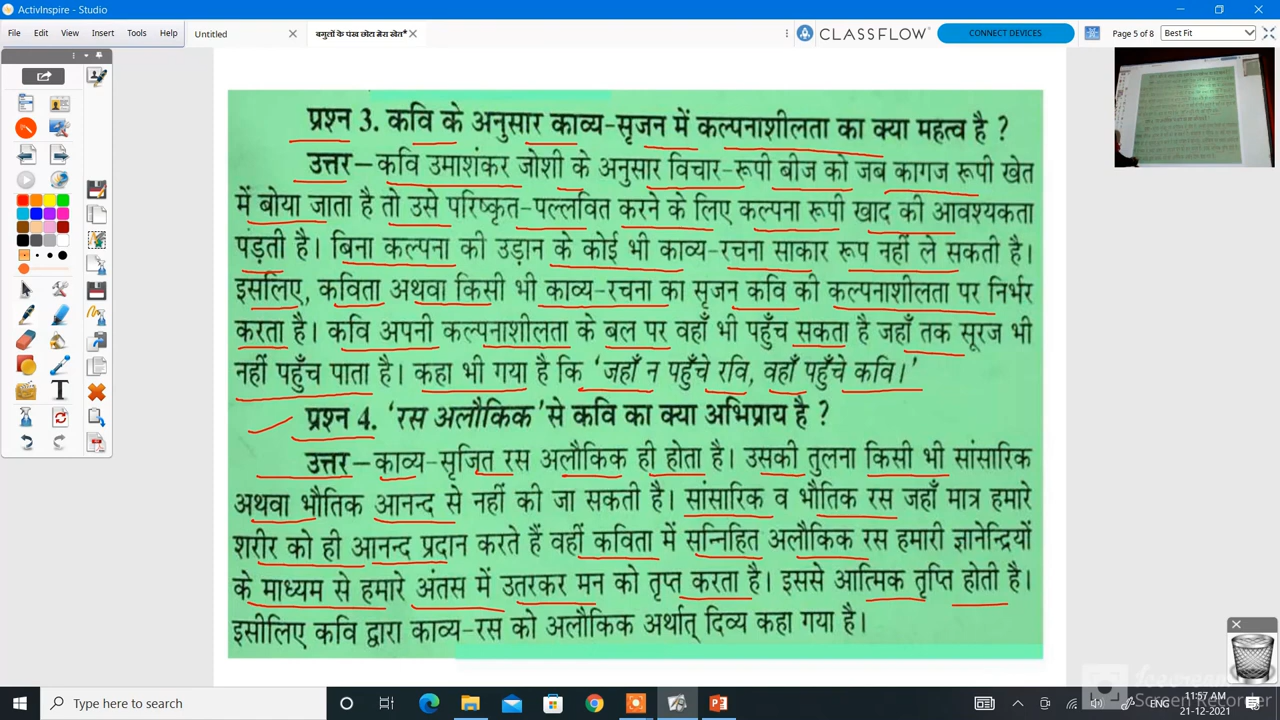 ActivInspire - Studio
File Edit View Insert Tools Help
Untitled
बगुलों के पंख छोटा मेरा खेत*
CLASSFLOW
CONNECT DEVICES
Page 5 of 8
Best Fit
प्रश्न 3. कवि के अनुसार काव्य-सृजन में कल्पनाशीलता का क्या महत्व है ?
उत्तर – कवि उमाशकर जोशी के अनुसार विचार-रूपी बीज को जब कागज रूपी खेत
में बोया जाता है तो उसे परिष्कृत-पल्लवित करने के लिए कल्पना रूपी खाद की आवश्यकता
पड़ती है। बिना कल्पना की उड़ान के कोई भी काव्य-रचना साकार रूप नहीं ले सकती है।
इसलिए, कविता अथवा किसी भी काव्य-रचना का सृजन कवि की कल्पनाशीलता पर निर्भर
करता है। कवि अपनी कल्पनाशीलता के बल पर वहाँ भी पहुँच सकता है जहाँ तक सूरज भी
नहीं पहुँच पाता है। कहा भी गया है कि 'जहाँ न पहुँचे रवि, वहाँ पहुँचे कवि।'
प्रश्न 4. 'रस अलौकिक' से कवि का क्या अभिप्राय है ?
उत्तर – काव्य-सृजित रस अलौकिक ही होता है। उसकी तुलना किसी भी सांसारिक
अथवा भौतिक आनन्द से नहीं की जा सकती है। सांसारिक व भौतिक रस जहाँ मात्र हमारे
शरीर को ही आनन्द प्रदान करते हैं वहीं कविता में सन्निहित अलौकिक रस हमारी ज्ञानेन्द्रियों
के माध्यम से हमारे अंतस में उतरकर मन को तृप्त करता है। इससे आत्मिक तृप्ति होती है।
इसीलिए कवि द्वारा काव्य-रस को अलौकिक अर्थात् दिव्य कहा गया है।
Screen Recorder
Type here to search
ENG
11:57 AM
21-12-2021